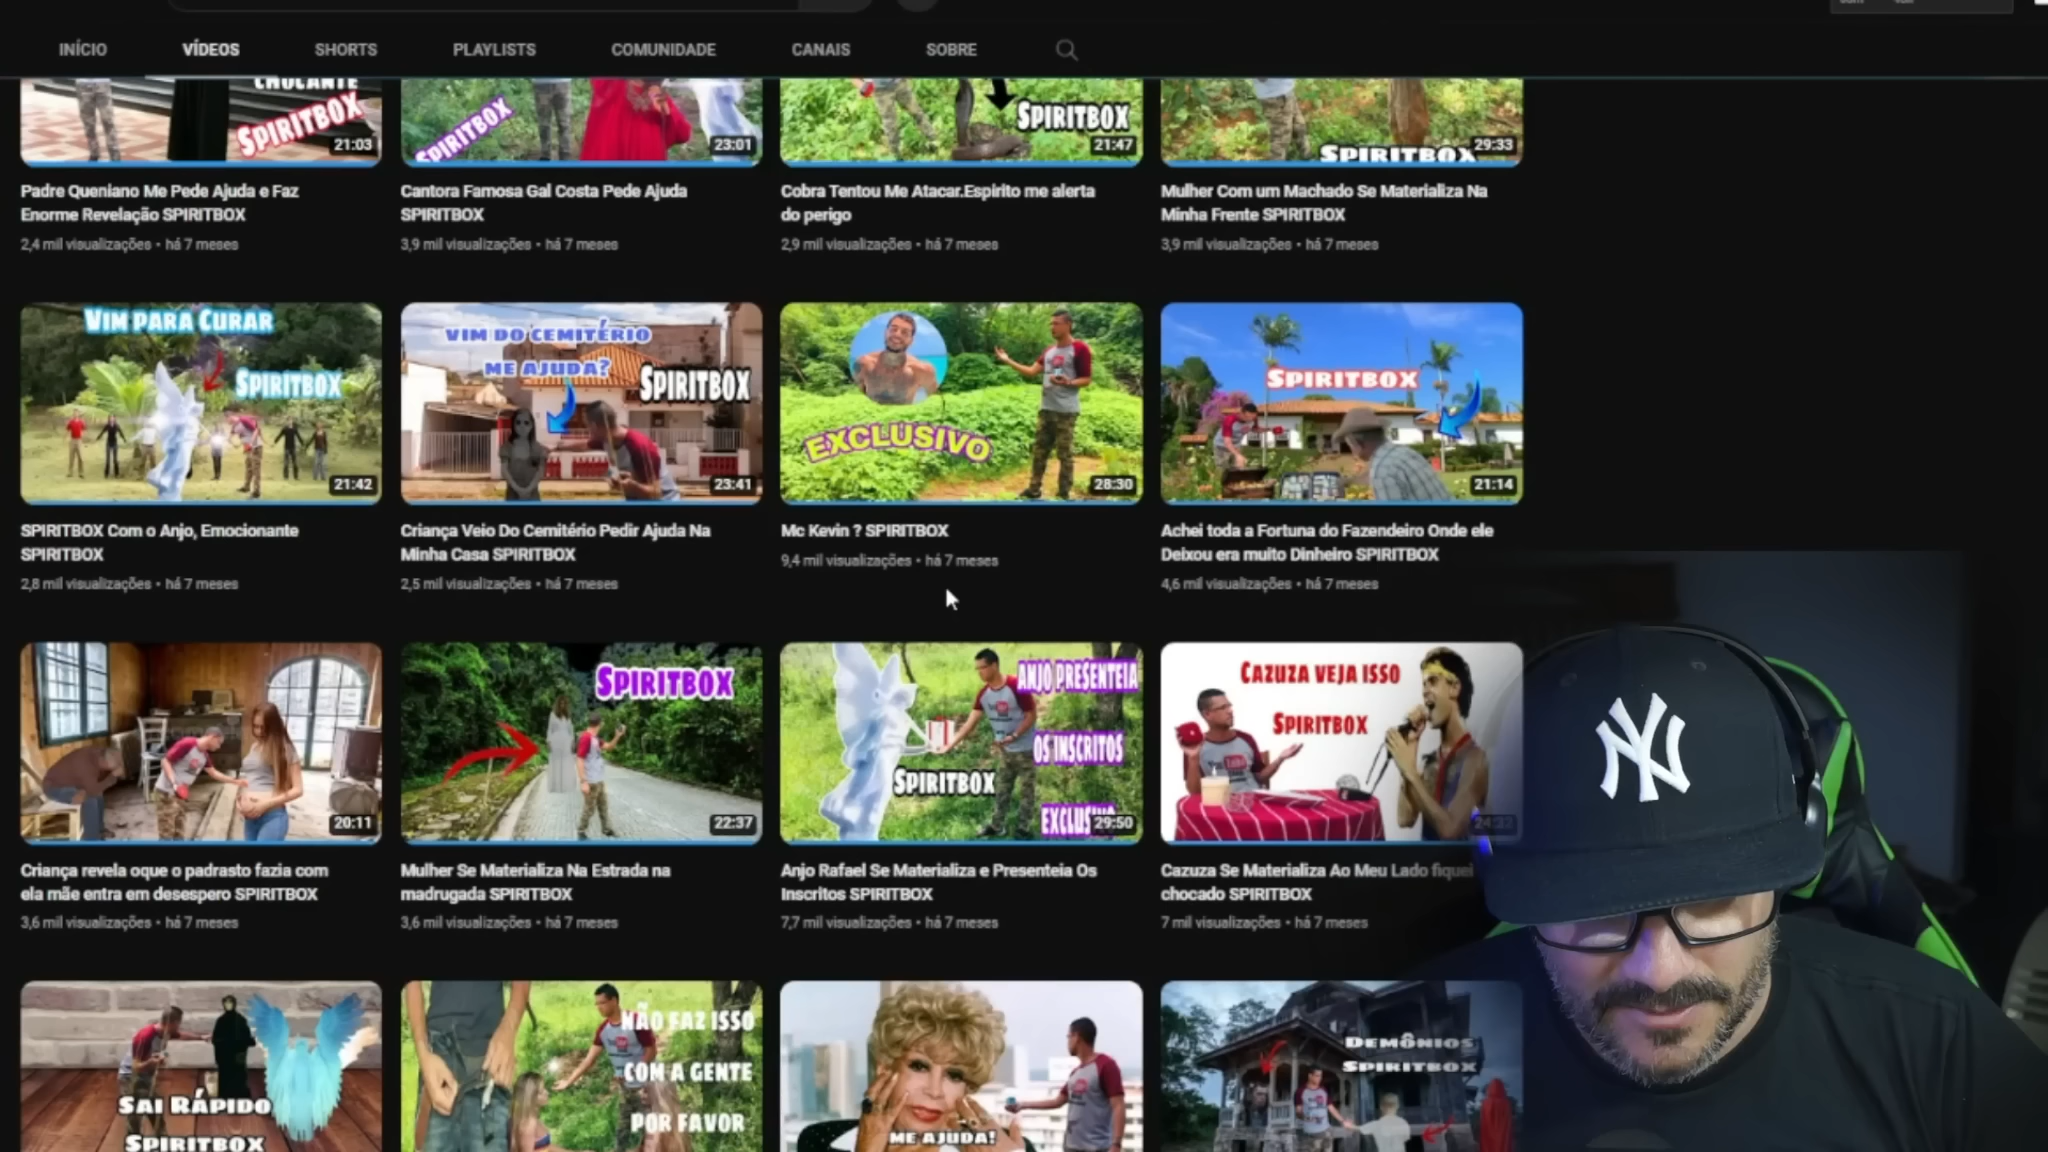 INÍCIO
VÍDEOS
SHORTS
PLAYLISTS
COMUNIDADE
CANAIS
SOBRE
CHOCANTE
SPIRITBOX
21:03
SPIRITBOX
23:01
SPIRITBOX
21:47
SPIRITBOX
29:33
Padre Queniano Me Pede Ajuda e Faz
Enorme Revelação SPIRITBOX
2,4 mil visualizações • há 7 meses
Cantora Famosa Gal Costa Pede Ajuda
SPIRITBOX
3,9 mil visualizações • há 7 meses
Cobra Tentou Me Atacar.Espirito me alerta
do perigo
2,9 mil visualizações • há 7 meses
Mulher Com um Machado Se Materializa Na
Minha Frente SPIRITBOX
3,9 mil visualizações • há 7 meses
VIM PARA CURAR
SPIRITBOX
21:42
VIM DO CEMITÉRIO
ME AJUDA?
SPIRITBOX
23:41
EXCLUSIVO
28:30
SPIRITBOX
21:14
SPIRITBOX Com o Anjo, Emocionante
SPIRITBOX
2,8 mil visualizações • há 7 meses
Criança Veio Do Cemitério Pedir Ajuda Na
Minha Casa SPIRITBOX
2,5 mil visualizações • há 7 meses
Mc Kevin ? SPIRITBOX
9,4 mil visualizações • há 7 meses
Achei toda a Fortuna do Fazendeiro Onde ele
Deixou era muito Dinheiro SPIRITBOX
4,6 mil visualizações • há 7 meses
20:11
SPIRITBOX
22:37
ANJO PRESENTEIA
OS INSCRITOS
SPIRITBOX
29:50
CAZUZA VEJA ISSO
SPIRITBOX
Criança revela oque o padrasto fazia com
ela mãe entra em desespero SPIRITBOX
3,6 mil visualizações • há 7 meses
Mulher Se Materializa Na Estrada na
madrugada SPIRITBOX
3,6 mil visualizações • há 7 meses
Anjo Rafael Se Materializa e Presenteia Os
Inscritos SPIRITBOX
7,7 mil visualizações • há 7 meses
Cazuza Se Materializa Ao Meu Lado fiquei
chocado SPIRITBOX
7 mil visualizações • há 7 meses
SAI RÁPIDO
SPIRITBOX
NÃO FAZ ISSO
COM A GENTE
POR FAVOR
ME AJUDA!
DEMÔNIOS
SPIRITBOX
NY